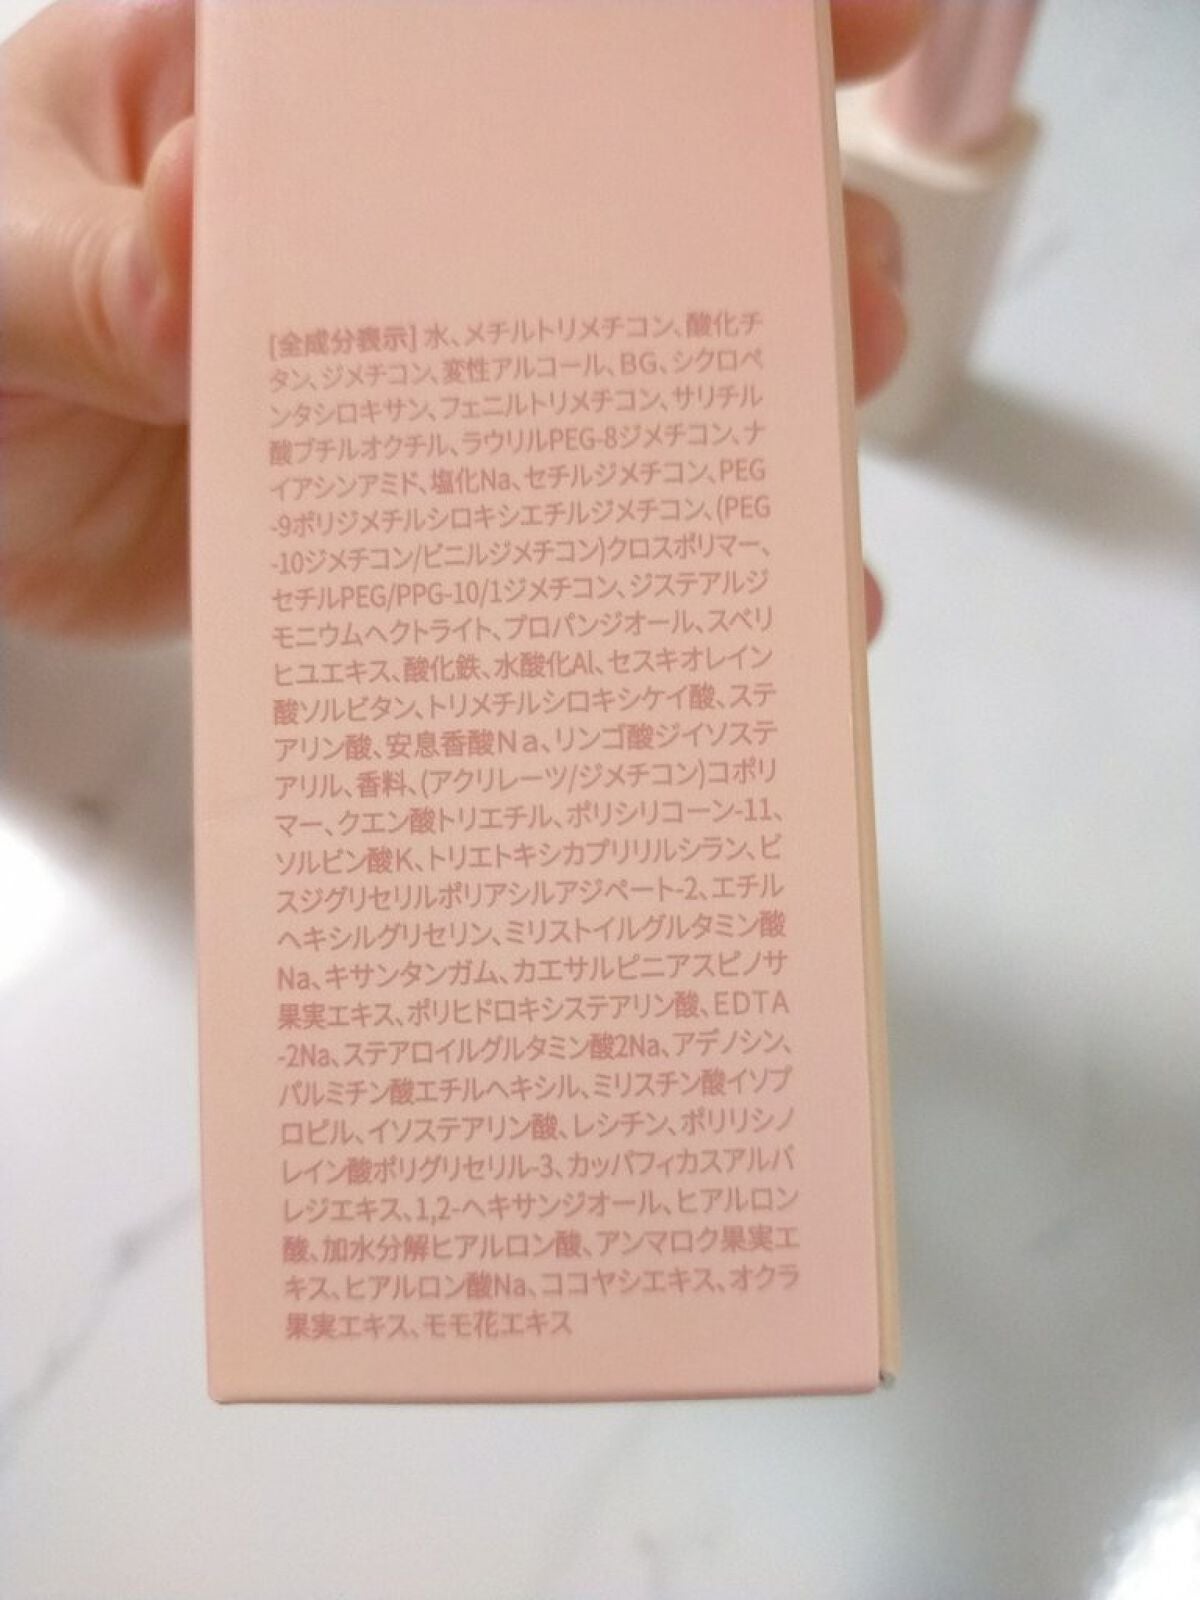 [全成分表示] 水、メチルトリメチコン、酸化チ
タン、ジメチコン、変性アルコール、BG、シクロペ
ンタシロキサン、フェニルトリメチコン、サリチル
酸ブチルオクチル、ラウリルPEG-8ジメチコン、ナ
イアシンアミド、塩化Na、セチルジメチコン、PEG
-9ポリジメチルシロキシエチルジメチコン、(PEG
-10ジメチコン/ビニルジメチコン)クロスポリマー、
セチルPEG/PPG-10/1ジメチコン、ジステアルジ
モニウムヘクトライト、プロパンジオール、スベリ
ヒユエキス、酸化鉄、水酸化Al、セスキオレイン
酸ソルビタン、トリメチルシロキシケイ酸、ステ
アリン酸、安息香酸Na、リンゴ酸ジイソステ
アリル、香料、(アクリレーツ/ジメチコン)コポリ
マー、クエン酸トリエチル、ポリシリコーン-11、
ソルビン酸K、トリエトキシカプリリルシラン、ビ
スジグリセリルポリアシルアジペート-2、エチル
ヘキシルグリセリン、ミリストイルグルタミン酸
Na、キサンタンガム、カエサルピニアスピノサ
果実エキス、ポリヒドロキシステアリン酸、EDTA
-2Na、ステアロイルグルタミン酸2Na、アデノシン、
パルミチン酸エチルヘキシル、ミリスチン酸イソプ
ロピル、イソステアリン酸、レシチン、ポリリシノ
レイン酸ポリグリセリル-3、カッパフィカスアルバ
レジエキス、1,2-ヘキサンジオール、ヒアルロン
酸、加水分解ヒアルロン酸、アンマロク果実エ
キス、ヒアルロン酸Na、ココヤシエキス、オクラ
果実エキス、モモ花エキス